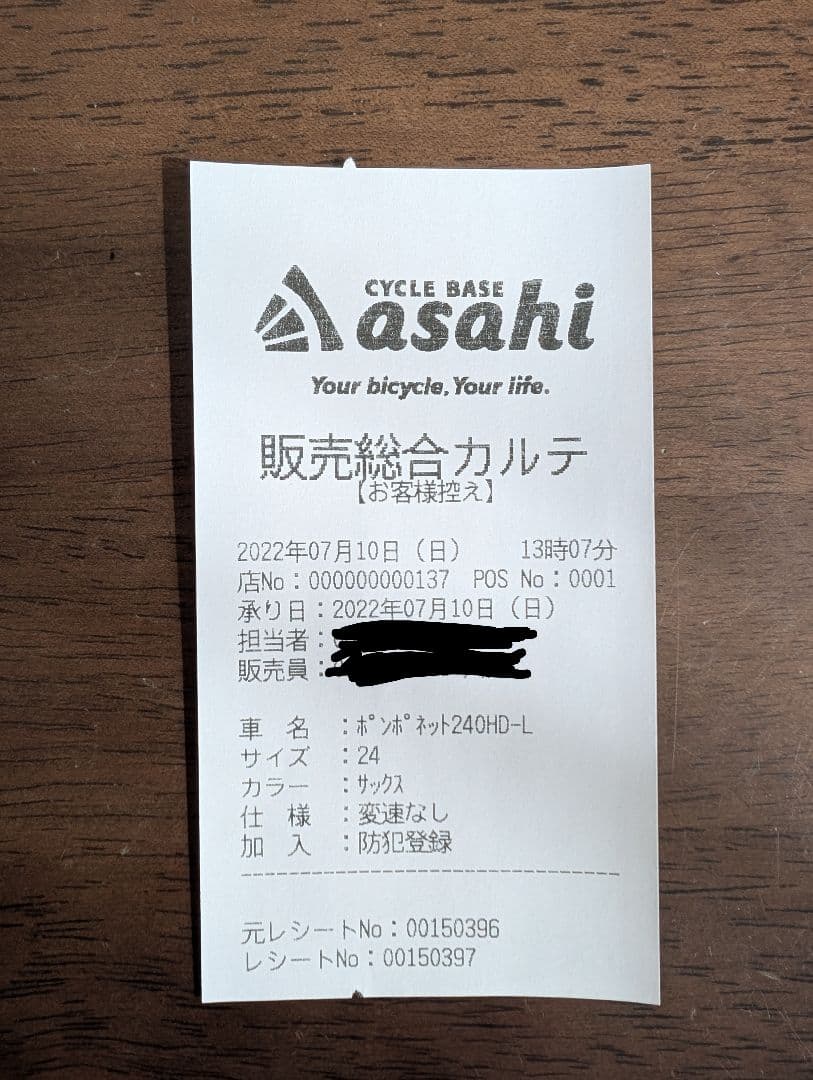 CYCLE BASE
asahi
Your bicycle, Your life.
販売総合カルテ
【お客様控え】
2022年07月10日（日） 13時07分
店No：000000000137 POS No：0001
承り日：2022年07月10日（日）
担当者：
販売員：
車 名 ：ﾎﾟﾝﾎﾟﾈｯﾄ240HD-L
サイズ ：24
カラー ：ｻｯｸｽ
仕 様 ：変速なし
加 入 ：防犯登録
--------------------------------
元レシートNo：00150396
レシートNo：00150397